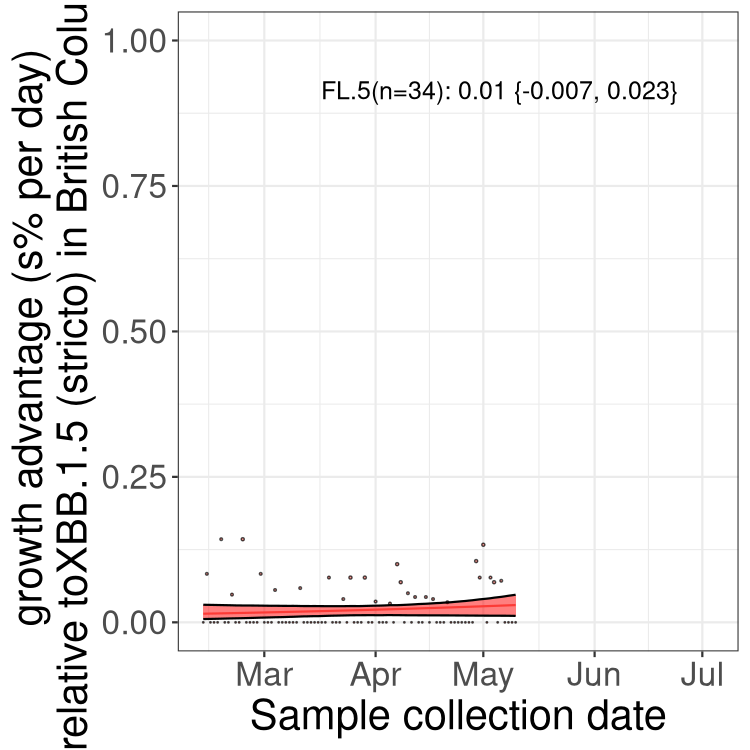 growth advantage (s% per day)
relative toXBB.1.5 (stricto) in British Colu
1.00
0.75
0.50
0.25
0.00
FL.5(n=34): 0.01 {-0.007, 0.023}
Mar Apr May Jun Jul
Sample collection date